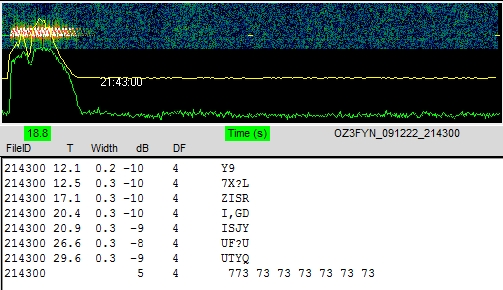 21:43:00
18.8 Time (s) OZ3FYN_091222_214300
FileID T Width dB DF
214300 12.1 0.2 -10 4 Y9
214300 12.5 0.3 -10 4 7X?L
214300 17.1 0.3 -10 4 ZISR
214300 20.4 0.3 -10 4 I,GD
214300 20.9 0.3 -9 4 ISJY
214300 26.6 0.3 -8 4 UF?U
214300 29.6 0.3 -9 4 UTYQ
214300 5 4 773 73 73 73 73 73 73